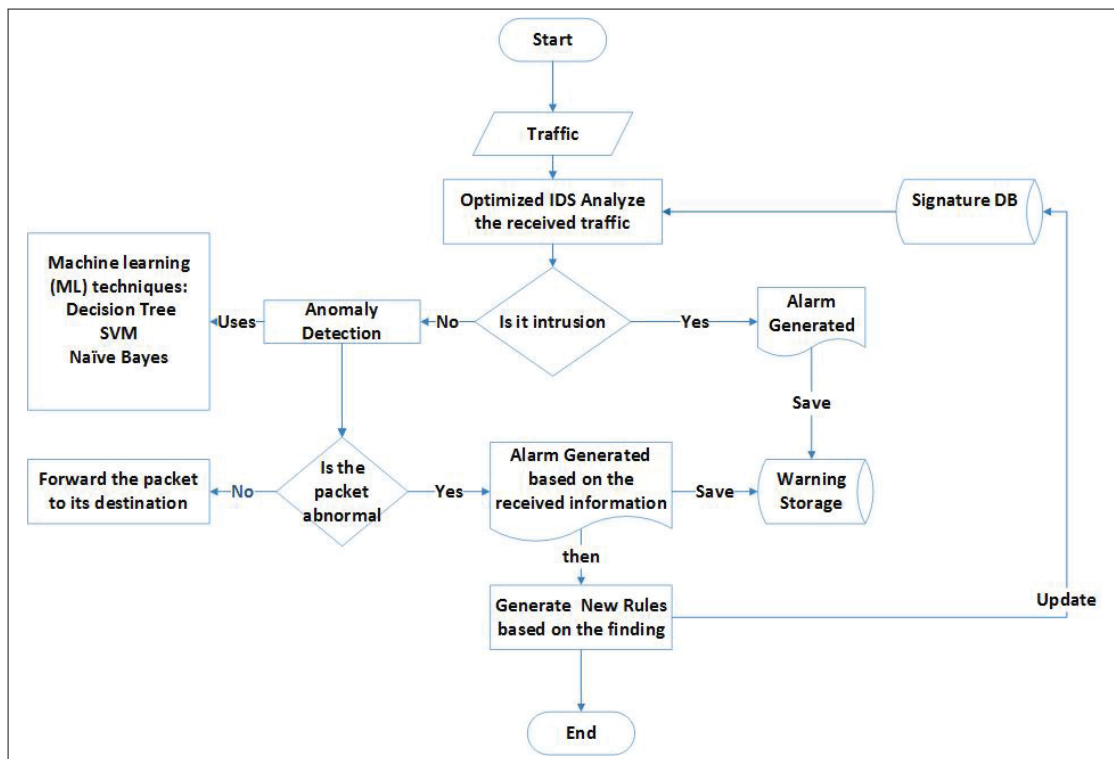 Start
Traffic
Optimized IDS Analyze
the received traffic
Signature DB
Machine learning
(ML) techniques:
Decision Tree
SVM
Naïve Bayes
Uses
Anomaly
Detection
No
Is it intrusion
Yes
Alarm
Generated
Save
Forward the packet
to its destination
No
Is the
packet
abnormal
Yes
Alarm Generated
based on the
received information
Save
Warning
Storage
then
Generate New Rules
based on the finding
Update
End